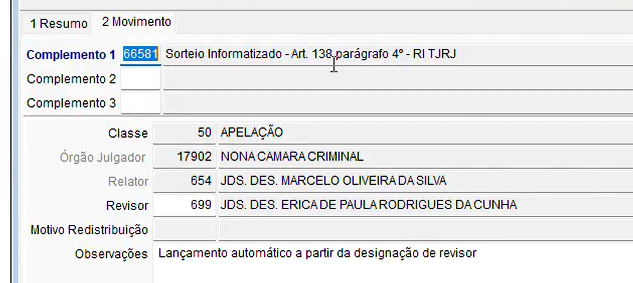 1 Resumo 2 Movimento
Complemento 1 66581 Sorteio Informatizado - Art. 138 parágrafo 4º - RI TJRJ
Complemento 2
Complemento 3
Classe 50 APELAÇÃO
Órgão Julgador 17902 NONA CAMARA CRIMINAL
Relator 654 JDS. DES. MARCELO OLIVEIRA DA SILVA
Revisor 699 JDS. DES. ERICA DE PAULA RODRIGUES DA CUNHA
Motivo Redistribuição
Observações Lançamento automático a partir da designação de revisor